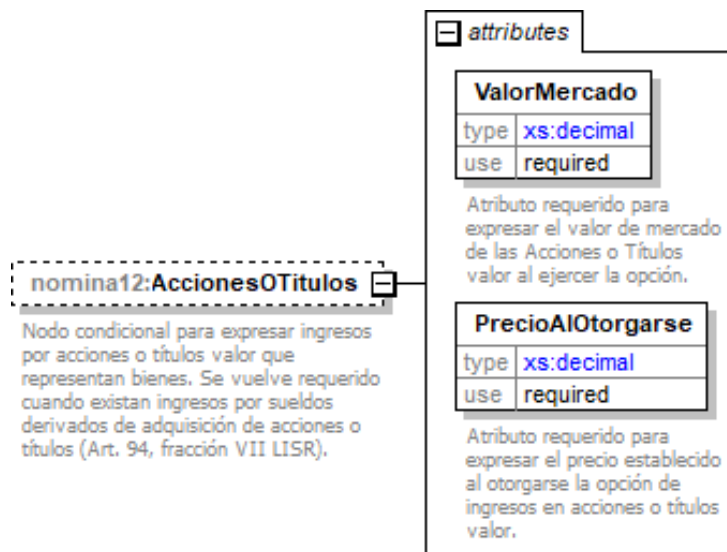 attributes
ValorMercado
type xs:decimal
use required
Atributo requerido para
expresar el valor de mercado
de las Acciones o Títulos
valor al ejercer la opción.
nomina12:AccionesOTitulos
Nodo condicional para expresar ingresos
por acciones o títulos valor que
representan bienes. Se vuelve requerido
cuando existan ingresos por sueldos
derivados de adquisición de acciones o
títulos (Art. 94, fracción VII LISR).
PrecioAlOtorgarse
type xs:decimal
use required
Atributo requerido para
expresar el precio establecido
al otorgarse la opción de
ingresos en acciones o títulos
valor.